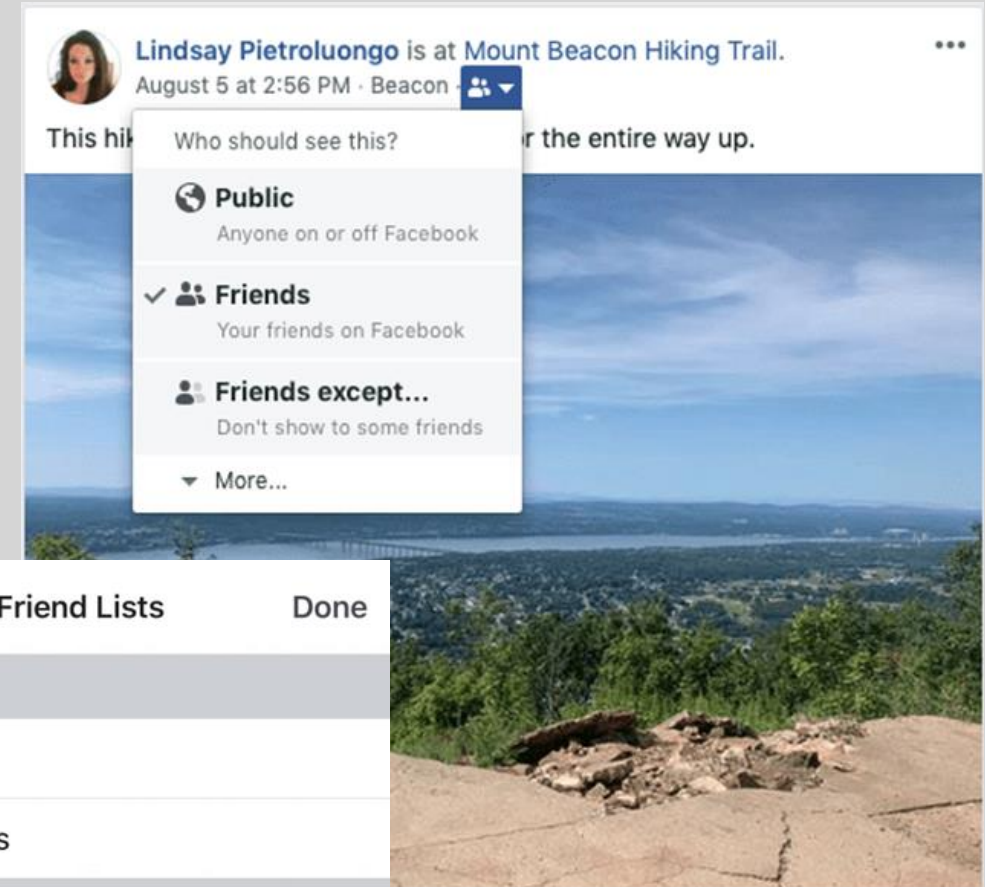 Lindsay Pietroluongo is at Mount Beacon Hiking Trail.
August 5 at 2:56 PM · Beacon ·
This hik
r the entire way up.
Who should see this?
Public
Anyone on or off Facebook
Friends
Your friends on Facebook
Friends except...
Don't show to some friends
More...
Friend Lists Done
s